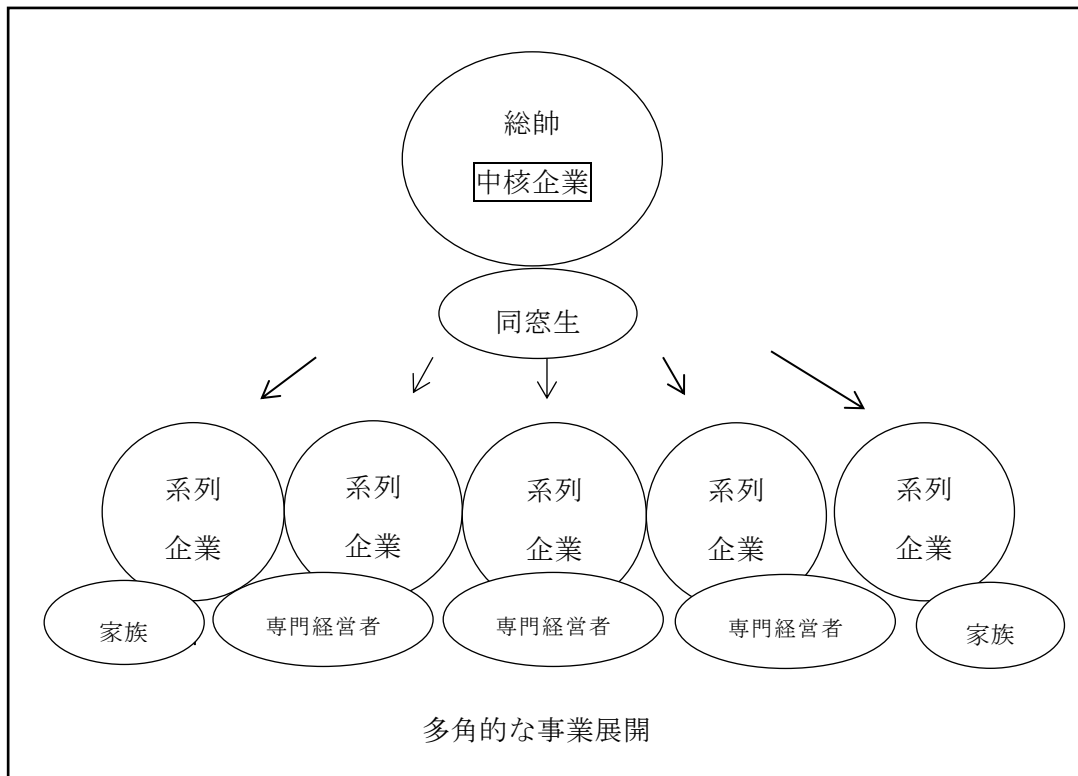 総帥
中核企業
同窓生
系列
企業
系列
企業
系列
企業
系列
企業
系列
企業
家族
専門経営者
専門経営者
専門経営者
家族
多角的な事業展開